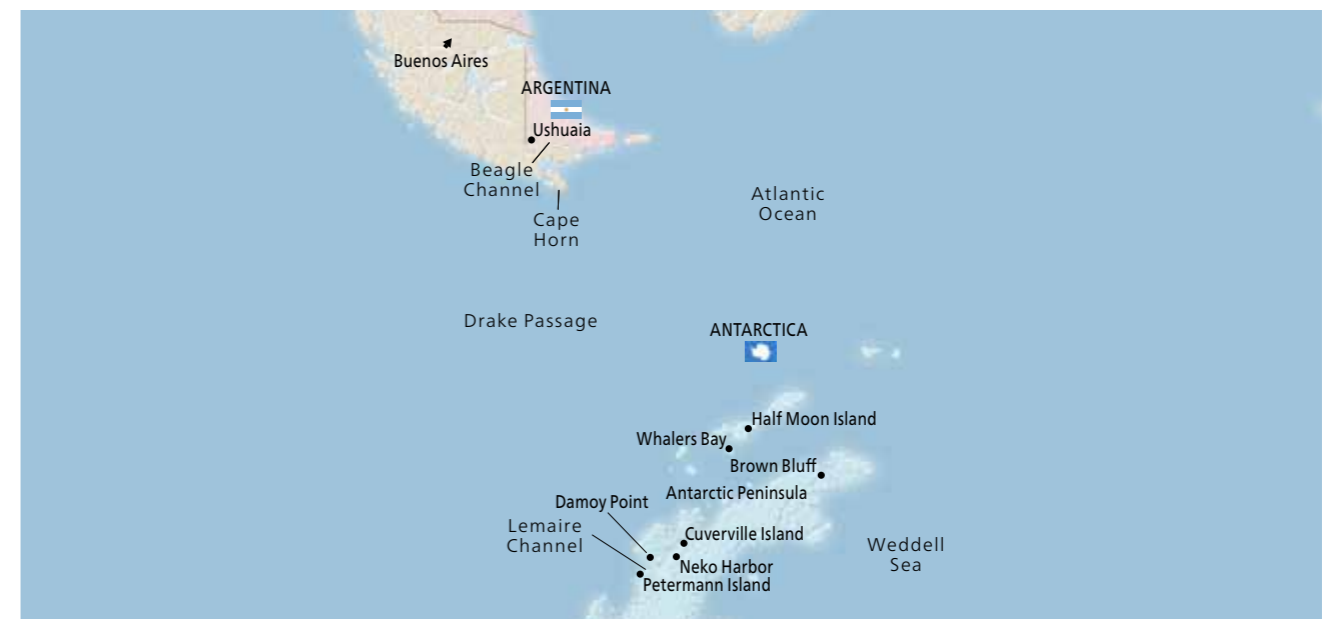 Buenos Aires
ARGENTINA
Ushuaia
Beagle
Channel
Cape
Horn
Atlantic
Ocean
Drake Passage
ANTARCTICA
Half Moon Island
Whalers Bay
Brown Bluff
Antarctic Peninsula
Damoy Point
Lemaire
Channel
Cuverville Island
Weddell
Sea
Neko Harbor
Petermann Island